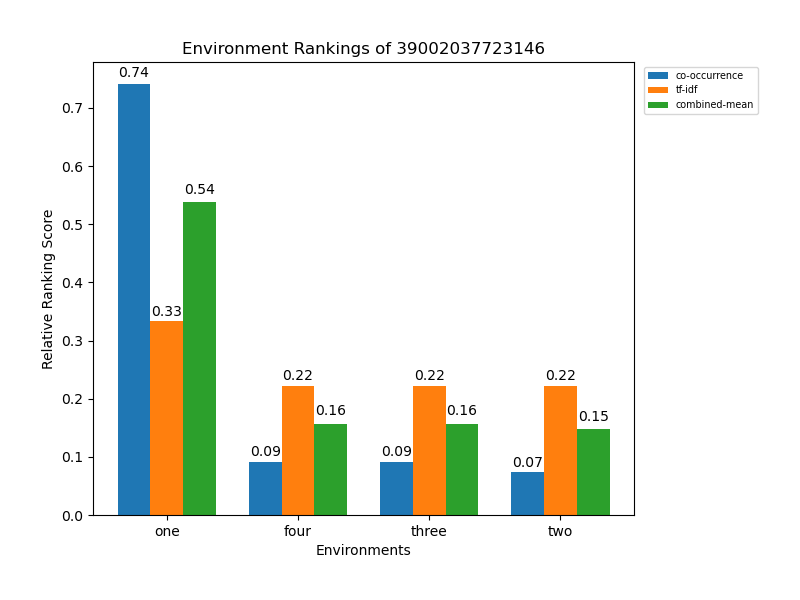 Environment Rankings of 39002037723146
co-occurrence
tf-idf
combined-mean
Relative Ranking Score
0.7
0.6
0.5
0.4
0.3
0.2
0.1
0.0
0.74
0.33
0.54
0.09
0.22
0.16
0.09
0.22
0.16
0.07
0.22
0.15
one four three two
Environments